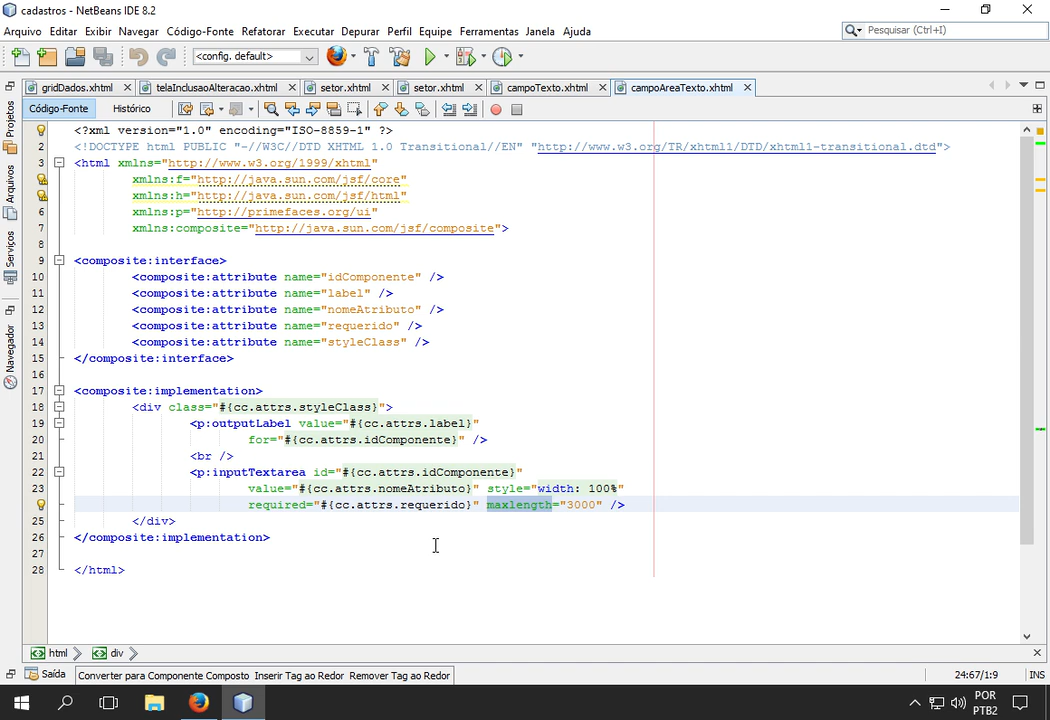 cadastros - NetBeans IDE 8.2
Arquivo Editar Exibir Navegar Código-Fonte Refatorar Executar Depurar Perfil Equipe Ferramentas Janela Ajuda
Pesquisar (Ctrl+I)
<config. default>
gridDados.xhtml telaInclusaoAlteracao.xhtml setor.xhtml setor.xhtml campoTexto.xhtml campoAreaTexto.xhtml
Código-Fonte Histórico
Projetos
Arquivos
Serviços
Navegador
1 <?xml version="1.0" encoding="ISO-8859-1" ?>
2 <!DOCTYPE html PUBLIC "-//W3C//DTD XHTML 1.0 Transitional//EN" "http://www.w3.org/TR/xhtml1/DTD/xhtml1-transitional.dtd">
3 <html xmlns="http://www.w3.org/1999/xhtml"
xmlns:f="http://java.sun.com/jsf/core"
xmlns:h="http://java.sun.com/jsf/html"
6 xmlns:p="http://primefaces.org/ui"
7 xmlns:composite="http://java.sun.com/jsf/composite">
8
9 <composite:interface>
10 <composite:attribute name="idComponente" />
11 <composite:attribute name="label" />
12 <composite:attribute name="nomeAtributo" />
13 <composite:attribute name="requerido" />
14 <composite:attribute name="styleClass" />
15 </composite:interface>
16
17 <composite:implementation>
18 <div class="#{cc.attrs.styleClass}">
19 <p:outputLabel value="#{cc.attrs.label}"
20 for="#{cc.attrs.idComponente}" />
21 <br />
22 <p:inputTextarea id="#{cc.attrs.idComponente}"
23 value="#{cc.attrs.nomeAtributo}" style="width: 100%"
required="#{cc.attrs.requerido}" maxlength="3000" />
25 </div>
26 </composite:implementation>
27
28 </html>
html div
Saída
Converter para Componente Composto Inserir Tag ao Redor Remover Tag ao Redor
24:67/1:9 INS
POR
PTB2